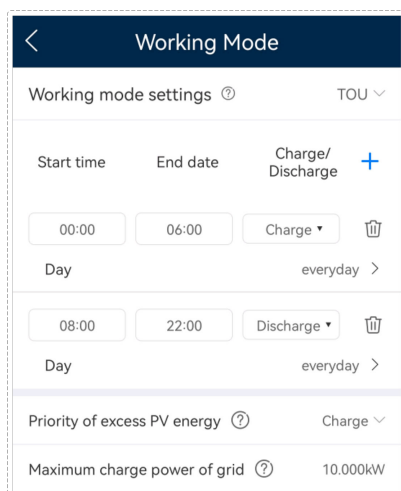 Working Mode
Working mode settings ? TOU
Start time End date Charge/
Discharge +
00:00 06:00 Charge
Day everyday
08:00 22:00 Discharge
Day everyday
Priority of excess PV energy ? Charge
Maximum charge power of grid ? 10.000kW